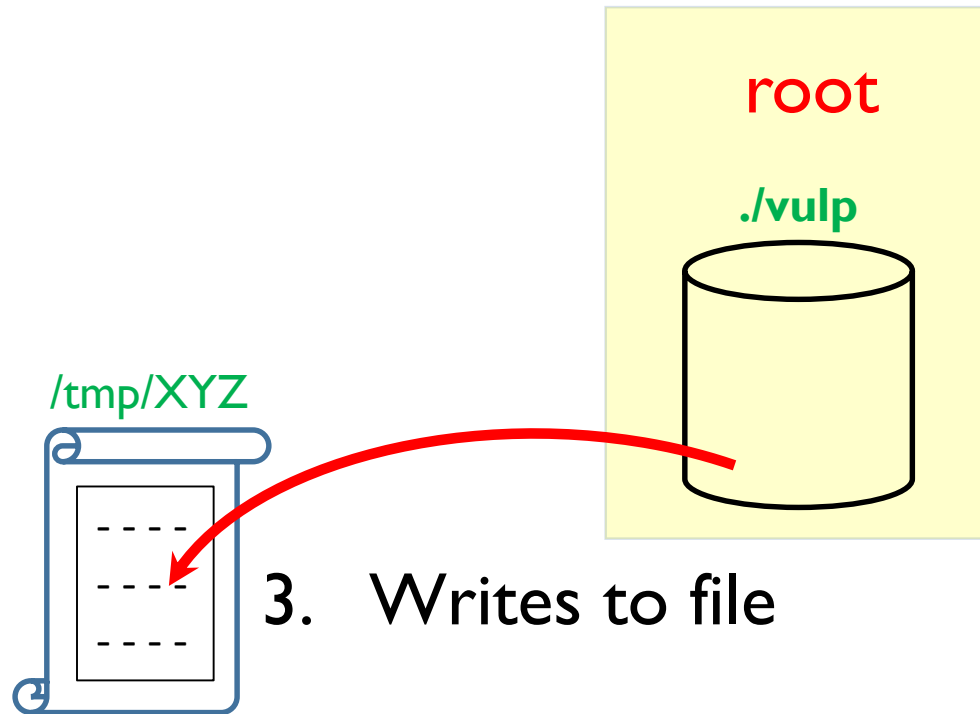 root
./vulp
/tmp/XYZ
- - - -
- - - -
- - - -
3. Writes to file